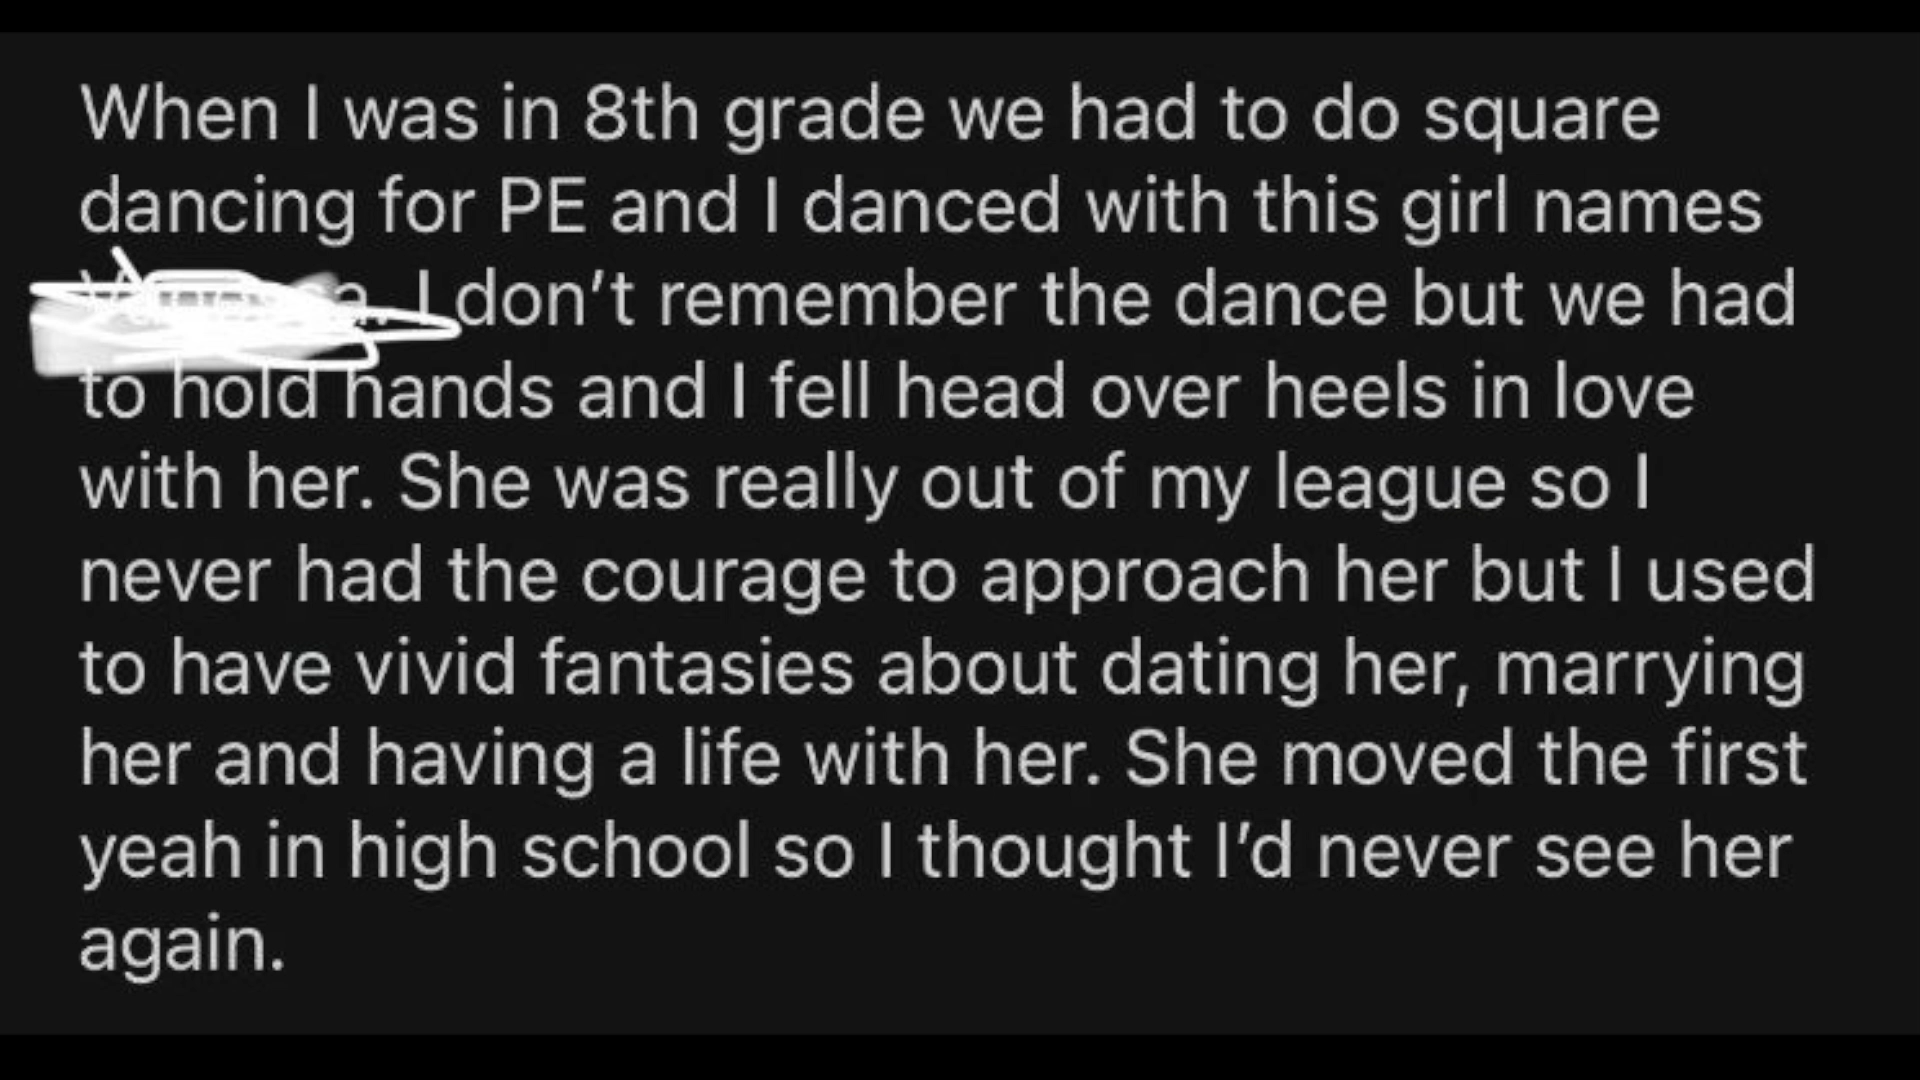 When I was in 8th grade we had to do square
dancing for PE and I danced with this girl names
I don’t remember the dance but we had
to hold hands and I fell head over heels in love
with her. She was really out of my league so I
never had the courage to approach her but I used
to have vivid fantasies about dating her, marrying
her and having a life with her. She moved the first
yeah in high school so I thought I’d never see her
again.